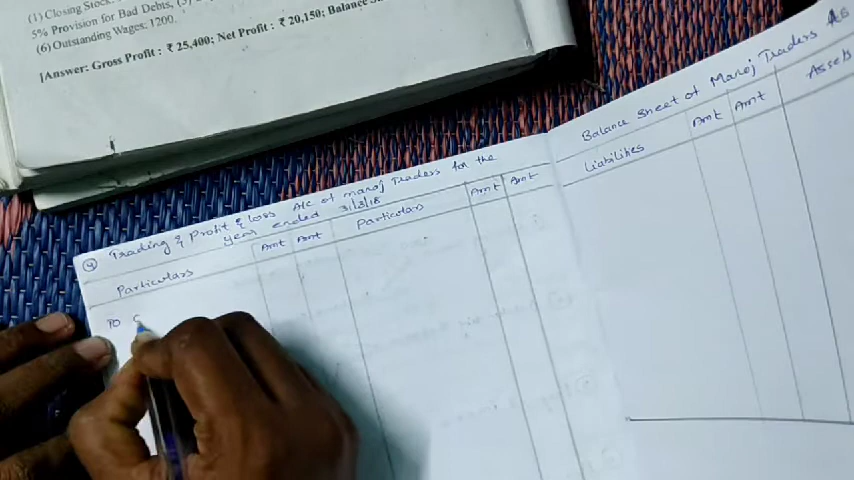 (1) Closing Stock
5% Provision for Bad Debts,
(6) Outstanding Wages: 1200.
Answer: Gross Profit : ₹ 25,400; Net Profit : ₹ 20,150; Balance S
④ Trading & Profit & Loss A/c of Manoj Traders for the
year ended 31/3/18
Particulars Amt Amt Particulars Amt Amt
To
Balance Sheet of Manoj Traders As
Liabilities Amt Amt Assets